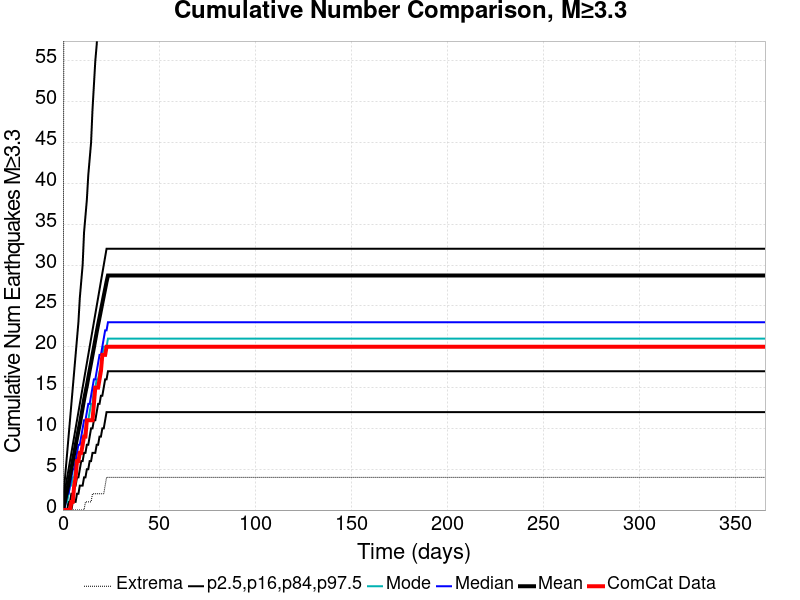 Cumulative Number Comparison, M≥3.3
Cumulative Num Earthquakes M≥3.3
55
50
45
40
35
30
25
20
15
10
5
0
0 50 100 150 200 250 300 350
Time (days)
Extrema p2.5,p16,p84,p97.5 Mode Median Mean ComCat Data